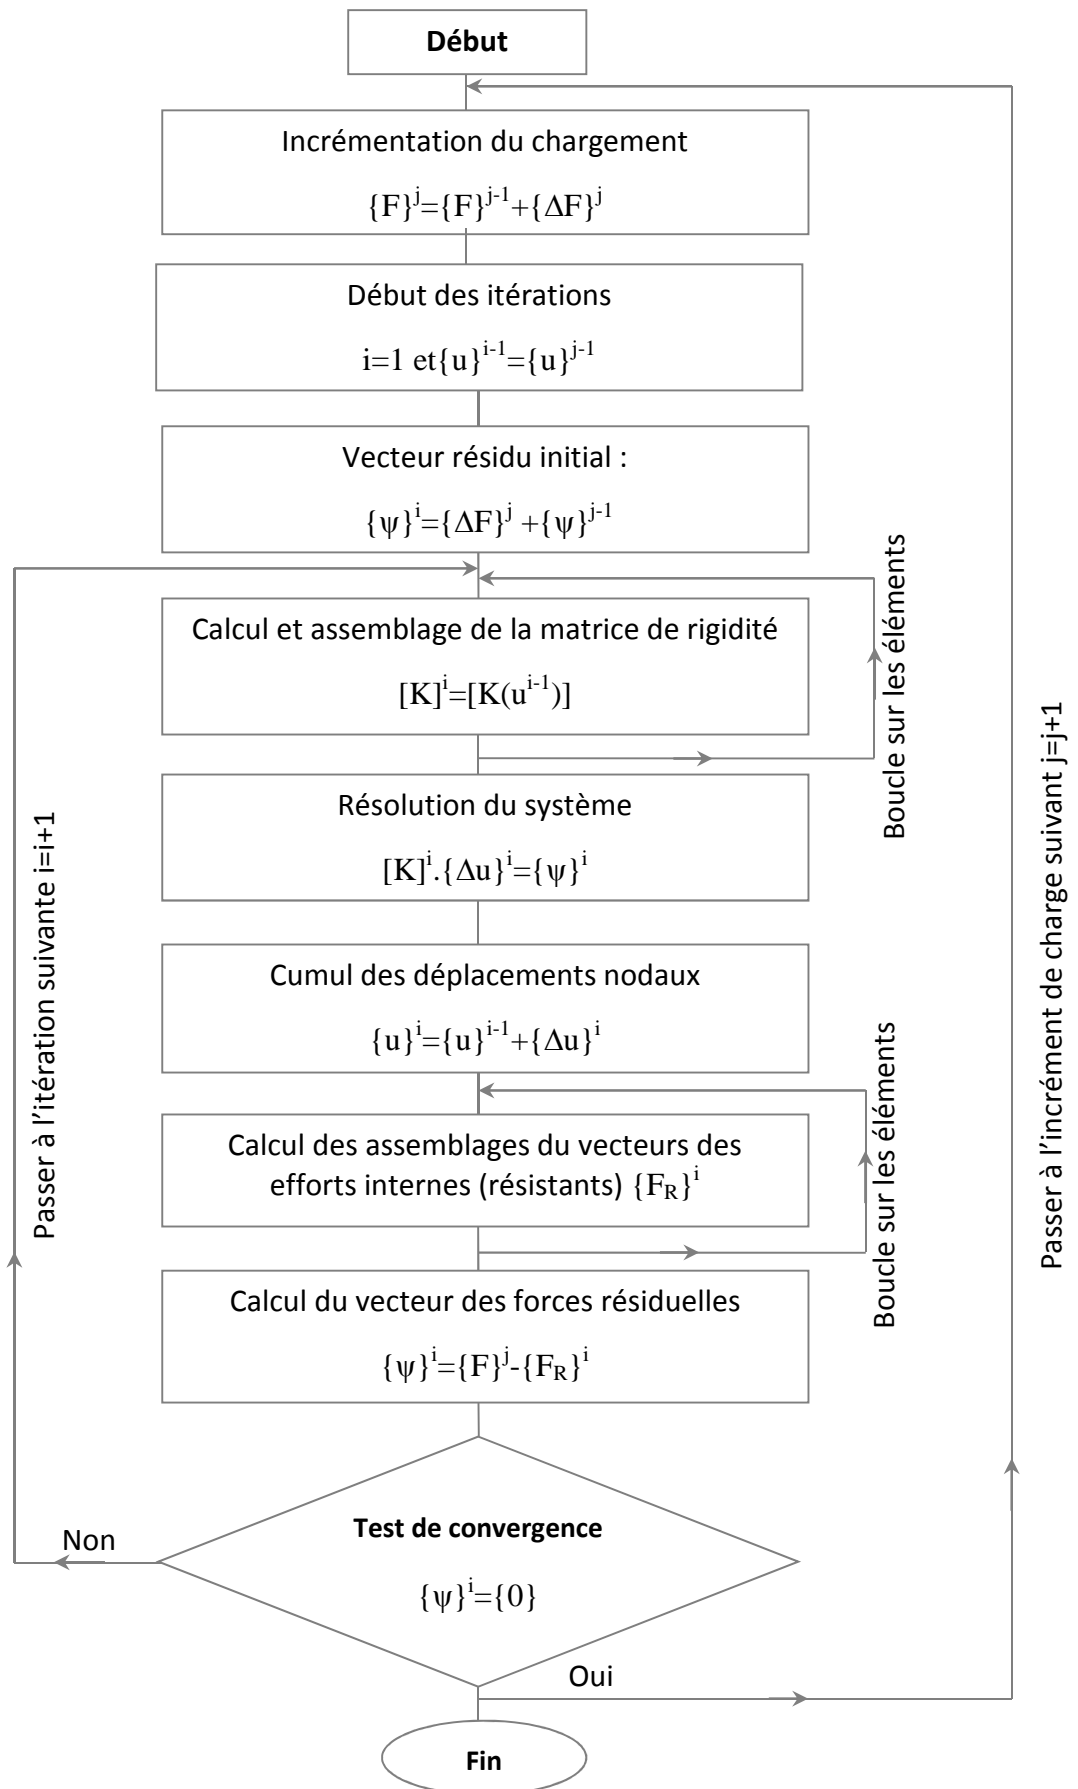 Début
Incrémentation du chargement
{F}^j={F}^{j-1}+{ΔF}^j
Début des itérations
i=1 et{u}^{i-1}={u}^{j-1}
Vecteur résidu initial :
{ψ}^i={ΔF}^j +{ψ}^{j-1}
Calcul et assemblage de la matrice de rigidité
[K]^i=[K(u^{i-1})]
Boucle sur les éléments
Résolution du système
[K]^i.{Δu}^i={ψ}^i
Cumul des déplacements nodaux
{u}^i={u}^{i-1}+{Δu}^i
Calcul des assemblages du vecteurs des
efforts internes (résistants) {F_R}^i
Boucle sur les éléments
Calcul du vecteur des forces résiduelles
{ψ}^i={F}^j-{F_R}^i
Test de convergence
{ψ}^i={0}
Non
Passer à l'itération suivante i=i+1
Oui
Passer à l'incrément de charge suivant j=j+1
Fin